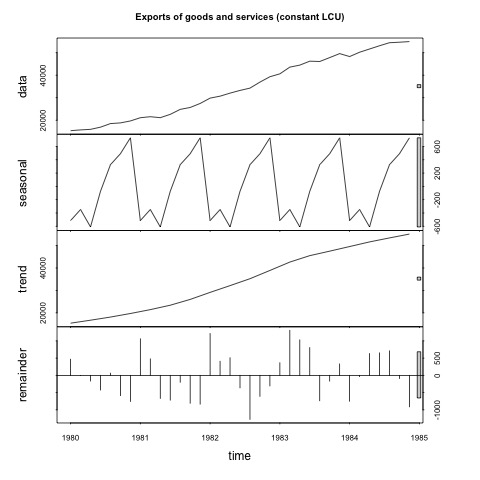 Exports of goods and services (constant LCU)
data
20000 40000
seasonal
-600 -200 200 600
trend
20000 40000
remainder
-1000 0 500
1980 1981 1982 1983 1984 1985
time